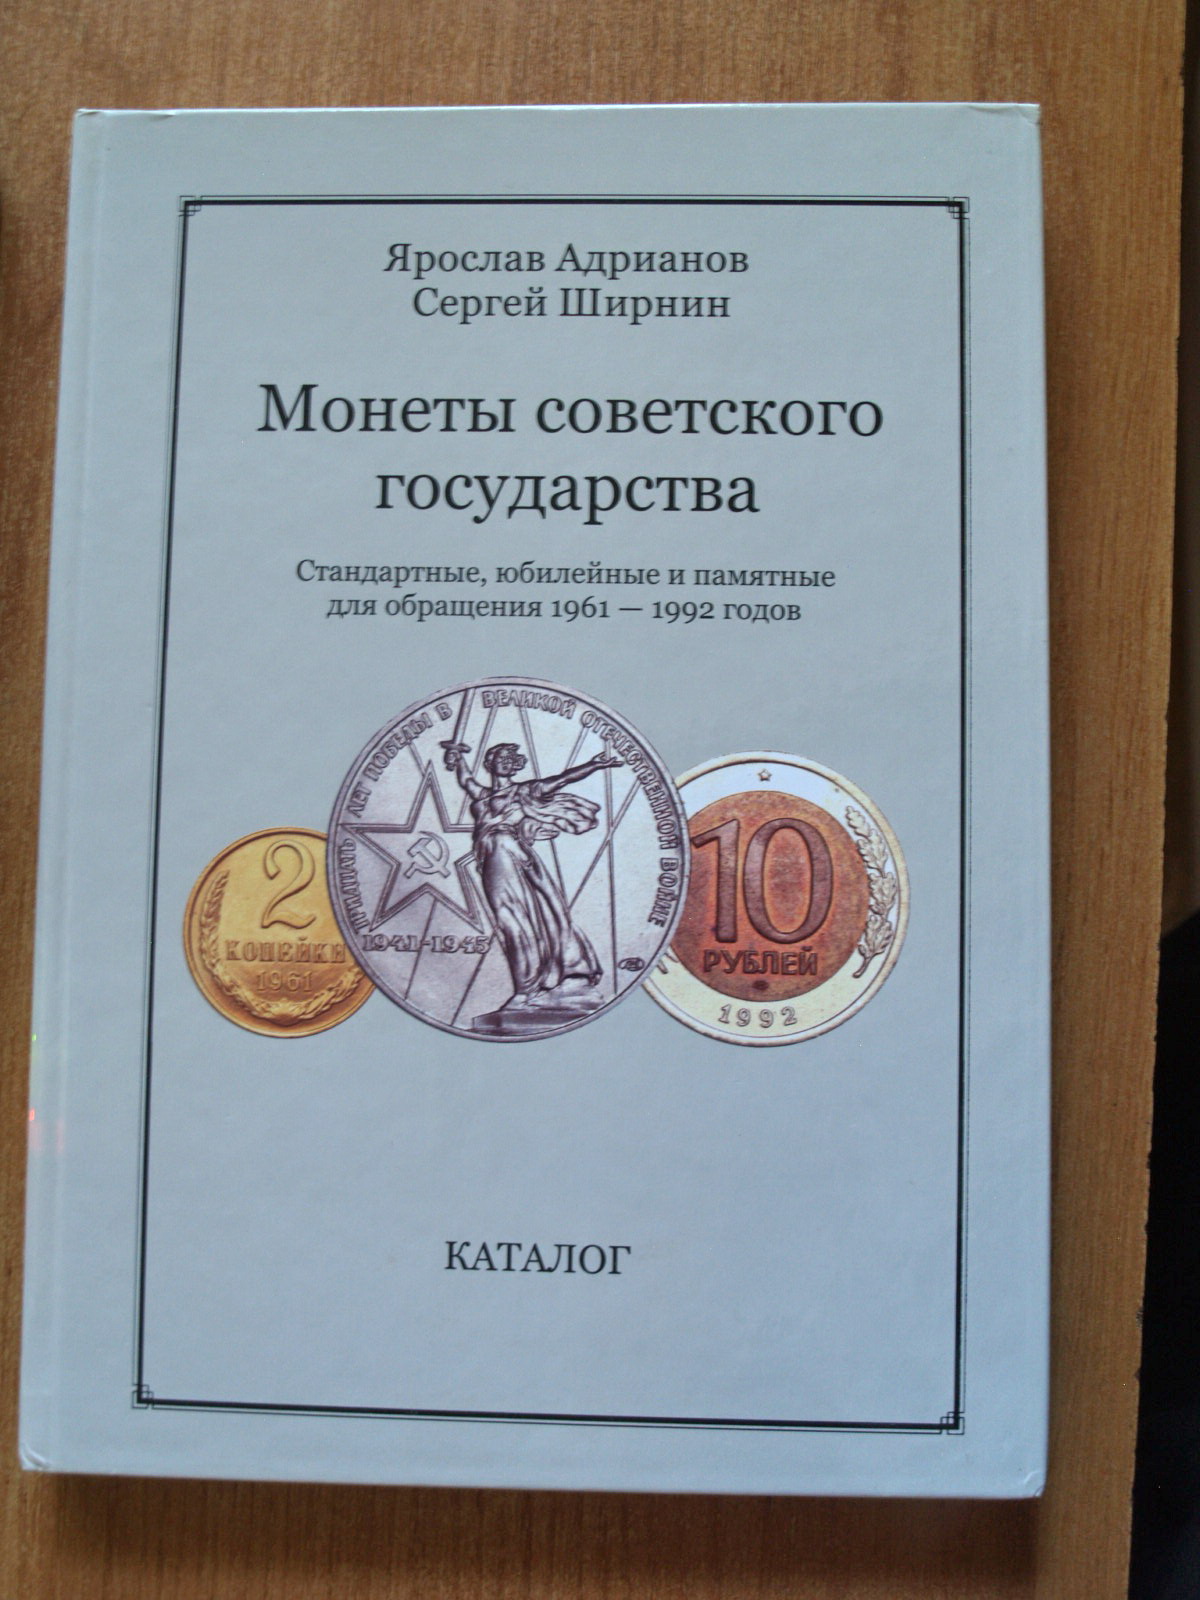 Ярослав Адрианов
Сергей Ширнин
Монеты советского
государства
Стандартные, юбилейные и памятные
для обращения 1961 — 1992 годов
ТРИДЦАТЬ ЛЕТ ПОБЕДЫ В ВЕЛИКОЙ ОТЕЧЕСТВЕННОЙ ВОЙНЕ
1941-1945
2
КОПЕЙКИ
1961
10
РУБЛЕЙ
1992
КАТАЛОГ